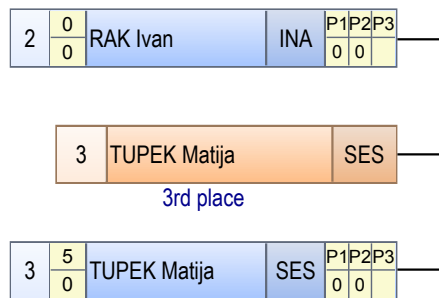 2 0 0 RAK Ivan INA P1 P2 P3 0 0
3 TUPEK Matija SES
3rd place
3 5 0 TUPEK Matija SES P1 P2 P3 0 0